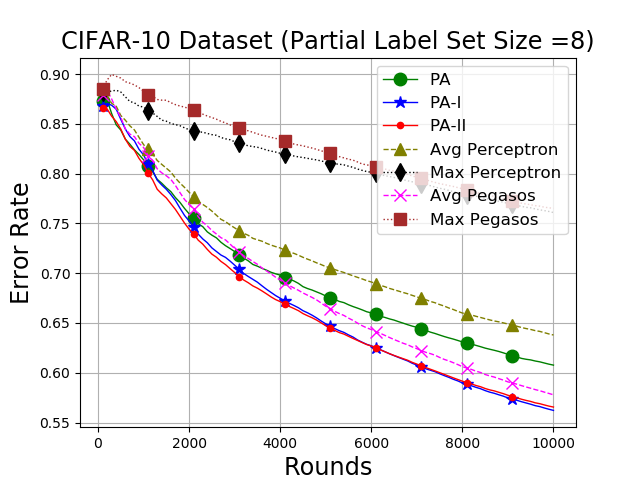 CIFAR-10 Dataset (Partial Label Set Size =8)
Error Rate
0.90
0.85
0.80
0.75
0.70
0.65
0.60
0.55
PA
PA-I
PA-II
Avg Perceptron
Max Perceptron
Avg Pegasos
Max Pegasos
0 2000 4000 6000 8000 10000
Rounds